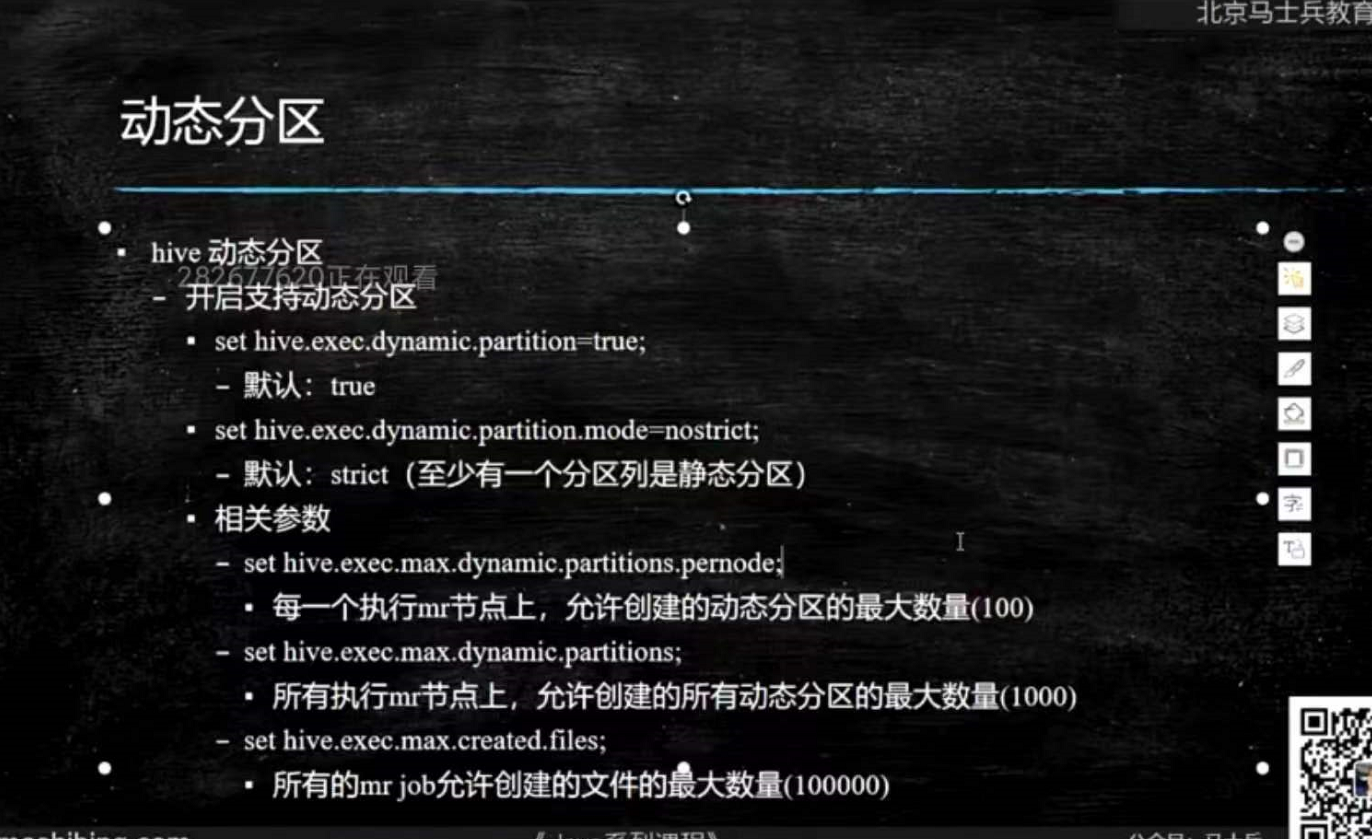 北京马士兵教育
动态分区
hive 动态分区
282677620正在观看
– 开启支持动态分区
set hive.exec.dynamic.partition=true;
– 默认：true
set hive.exec.dynamic.partition.mode=nostrict;
– 默认：strict（至少有一个分区列是静态分区）
相关参数
– set hive.exec.max.dynamic.partitions.pernode;
每一个执行mr节点上，允许创建的动态分区的最大数量(100)
– set hive.exec.max.dynamic.partitions;
所有执行mr节点上，允许创建的所有动态分区的最大数量(1000)
– set hive.exec.max.created.files;
所有的mr job允许创建的文件的最大数量(100000)